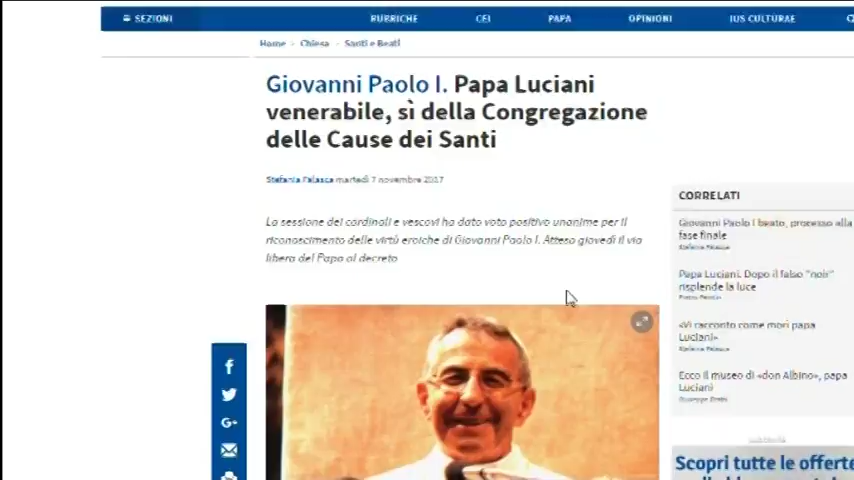 SEZIONI
RUBRICHE CEI PAPA OPINIONI IUS CULTURAE
Home Chiesa Santi e Beati
Giovanni Paolo I. Papa Luciani
venerabile, sì della Congregazione
delle Cause dei Santi
Stefania Falasca martedì 7 novembre 2017
La sessione dei cardinali e vescovi ha dato voto positivo unanime per il
riconoscimento delle virtù eroiche di Giovanni Paolo I. Atteso giovedì il via
libera del Papa al decreto
CORRELATI
Giovanni Paolo I beato, processo alla
fase finale
Stefania Falasca
Papa Luciani. Dopo il falso "noir"
risplende la luce
«Vi racconto come morì papa
Luciani»
Stefania Falasca
Ecco il museo di «don Albino», papa
Luciani
G+
Scopri tutte le offerte